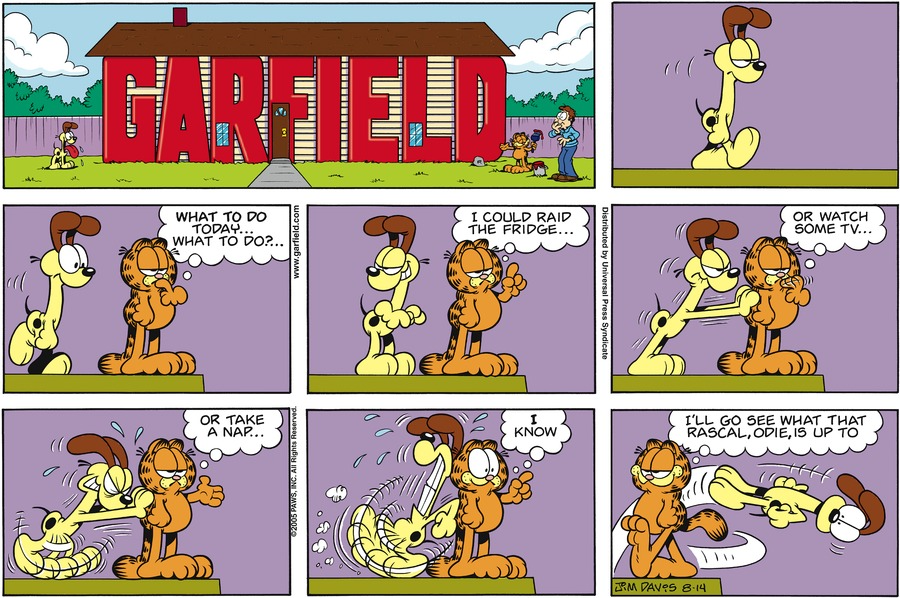 GARFIELD
WHAT TO DO
TODAY...
WHAT TO DO?...
www.garfield.com
I COULD RAID
THE FRIDGE...
Distributed by Universal Press Syndicate
OR WATCH
SOME TV...
OR TAKE
A NAP...
©2005 PAWS, INC. All Rights Reserved.
I
KNOW
I'LL GO SEE WHAT THAT
RASCAL, ODIE, IS UP TO
JIM DAVIS 8-14